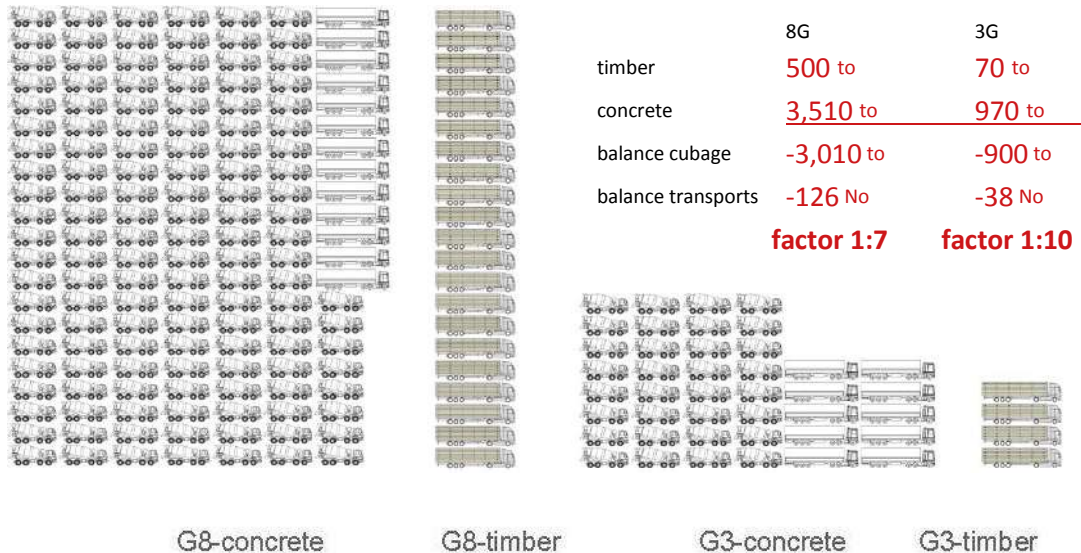 8G 3G
timber 500 to 70 to
concrete 3,510 to 970 to
balance cubage -3,010 to -900 to
balance transports -126 No -38 No
factor 1:7 factor 1:10
G8-concrete G8-timber G3-concrete G3-timber